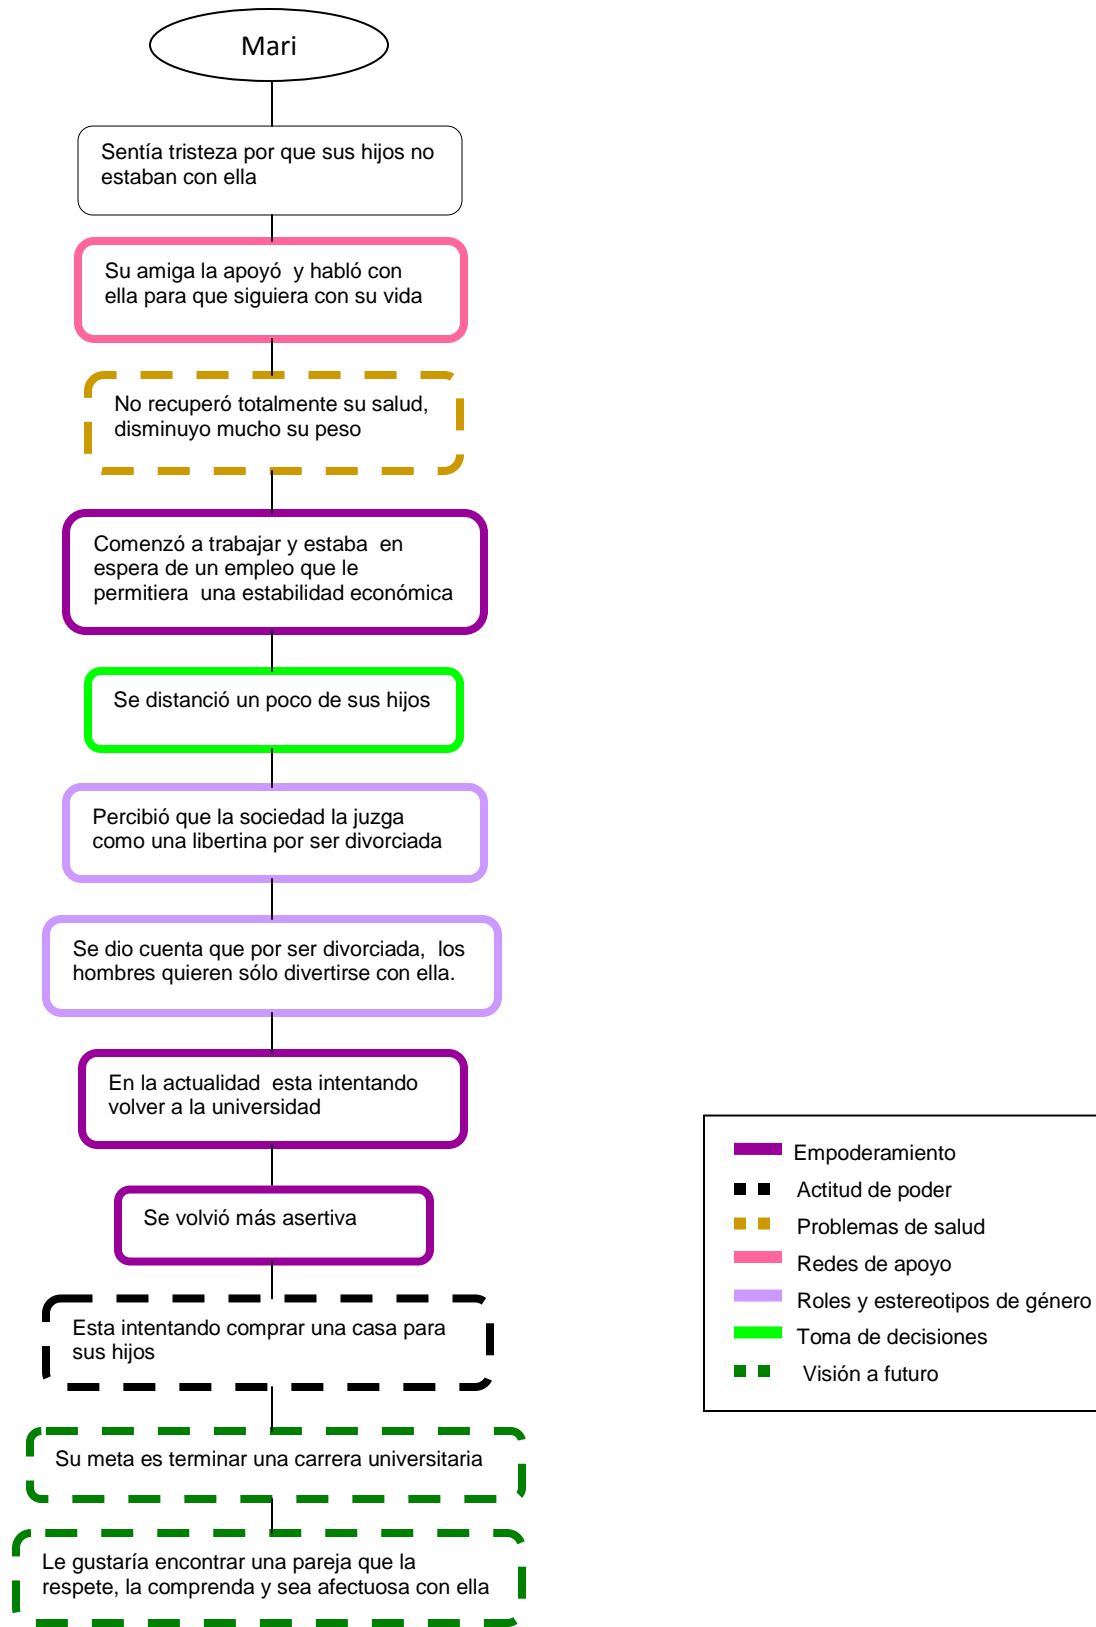 Mari
Sentía tristeza por que sus hijos no
estaban con ella
Su amiga la apoyó y habló con
ella para que siguiera con su vida
No recuperó totalmente su salud,
disminuyo mucho su peso
Comenzó a trabajar y estaba en
espera de un empleo que le
permitiera una estabilidad económica
Se distanció un poco de sus hijos
Percibió que la sociedad la juzga
como una libertina por ser divorciada
Se dio cuenta que por ser divorciada, los
hombres quieren sólo divertirse con ella.
En la actualidad esta intentando
volver a la universidad
Se volvió más asertiva
Esta intentando comprar una casa para
sus hijos
Su meta es terminar una carrera universitaria
Le gustaría encontrar una pareja que la
respete, la comprenda y sea afectuosa con ella
Empoderamiento
Actitud de poder
Problemas de salud
Redes de apoyo
Roles y estereotipos de género
Toma de decisiones
Visión a futuro